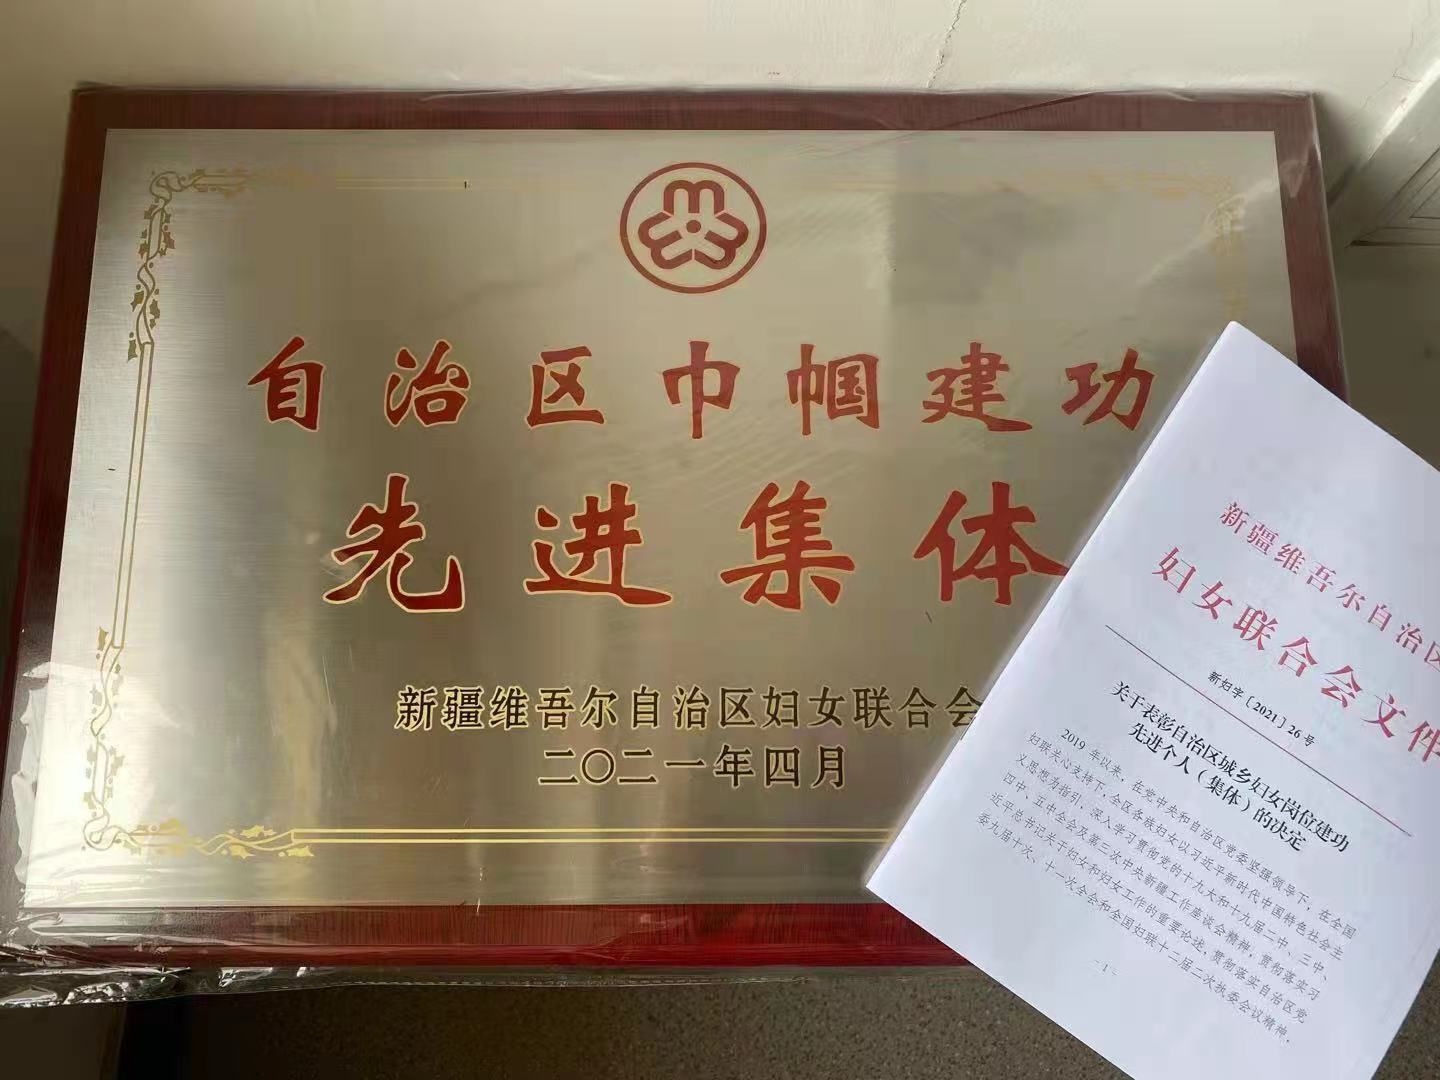 自治区巾帼建功
先进集体
新疆维吾尔自治区妇女联合会
二〇二一年四月
新疆维吾尔自治区
妇女联合会文件
新妇字〔2021〕26号
关于表彰自治区城乡妇女岗位建功
先进个人（集体）的决定
2019 年以来，在党中央和自治区党委坚强领导下，在全国
妇联关心支持下，全区各族妇女以习近平新时代中国特色社会主
义思想为指引，深入学习贯彻党的十九大和十九届二中、三中、
四中、五中全会及第三次中央新疆工作座谈会精神，贯彻落实习
近平总书记关于妇女和妇女工作的重要论述，贯彻落实自治区党
委九届十次、十一次全会和全国妇联十二届二次执委会议精神，
- 1 -